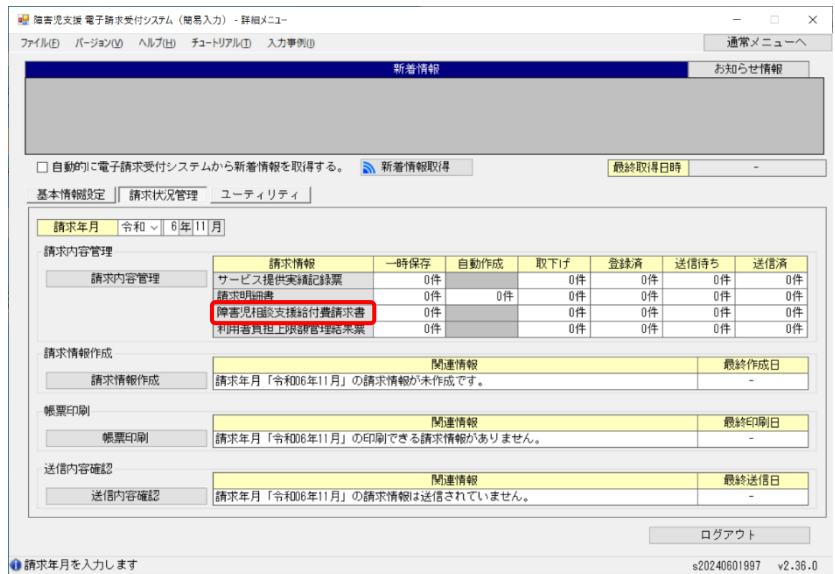 障害児支援 電子請求受付システム（簡易入力） - 詳細メニュー
ファイル(F) バージョン(V) ヘルプ(H) チュートリアル(T) 入力事例(I) 通常メニューへ
新着情報 お知らせ情報
自動的に電子請求受付システムから新着情報を取得する。 新着情報取得 最終取得日時 -
基本情報設定 請求状況管理 ユーティリティ
請求年月 令和 6年11月
請求内容管理
請求情報 一時保存 自動作成 取下げ 登録済 送信待ち 送信済
請求内容管理 サービス提供実績記録票 0件 0件 0件 0件 0件
請求明細書 0件 0件 0件 0件 0件 0件
障害児相談支援給付費請求書 0件 0件 0件 0件 0件
利用者負担上限額管理結果票 0件 0件 0件 0件 0件
請求情報作成
関連情報 最終作成日
請求情報作成 請求年月「令和06年11月」の請求情報が未作成です。 -
帳票印刷
関連情報 最終印刷日
帳票印刷 請求年月「令和06年11月」の印刷できる請求情報がありません。 -
送信内容確認
関連情報 最終送信日
送信内容確認 請求年月「令和06年11月」の請求情報は送信されていません。 -
ログアウト
請求年月を入力します s20240601997 v2.36.0